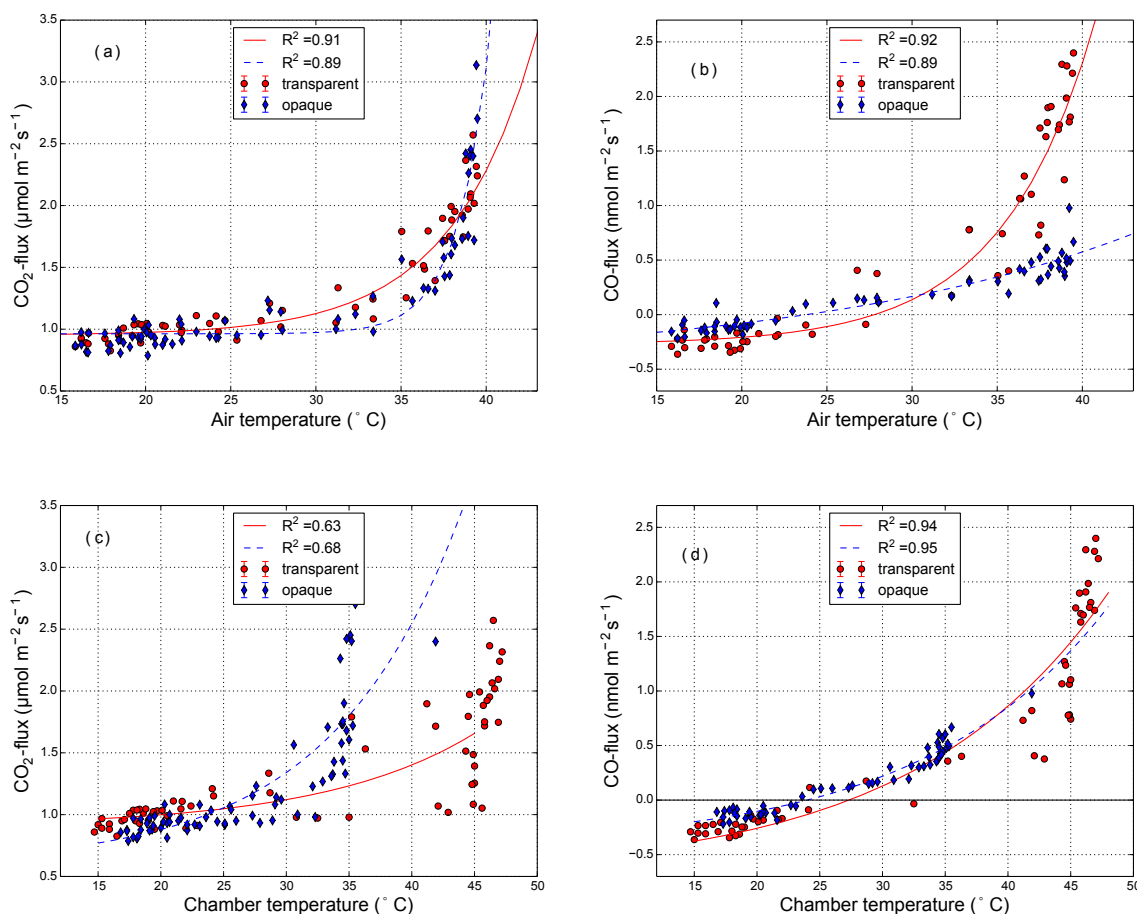 (a)
R² =0.91
R² =0.89
transparent
opaque
CO₂-flux (µmol m⁻² s⁻¹)
3.5
3.0
2.5
2.0
1.5
1.0
0.5
15 20 25 30 35 40
Air temperature (° C)
(b)
R² =0.92
R² =0.89
transparent
opaque
CO-flux (nmol m⁻² s⁻¹)
2.5
2.0
1.5
1.0
0.5
0.0
−0.5
15 20 25 30 35 40
Air temperature (° C)
(c)
R² =0.63
R² =0.68
transparent
opaque
CO₂-flux (µmol m⁻² s⁻¹)
3.5
3.0
2.5
2.0
1.5
1.0
0.5
15 20 25 30 35 40 45 50
Chamber temperature (° C)
(d)
R² =0.94
R² =0.95
transparent
opaque
CO-flux (nmol m⁻² s⁻¹)
2.5
2.0
1.5
1.0
0.5
0.0
−0.5
15 20 25 30 35 40 45 50
Chamber temperature (° C)